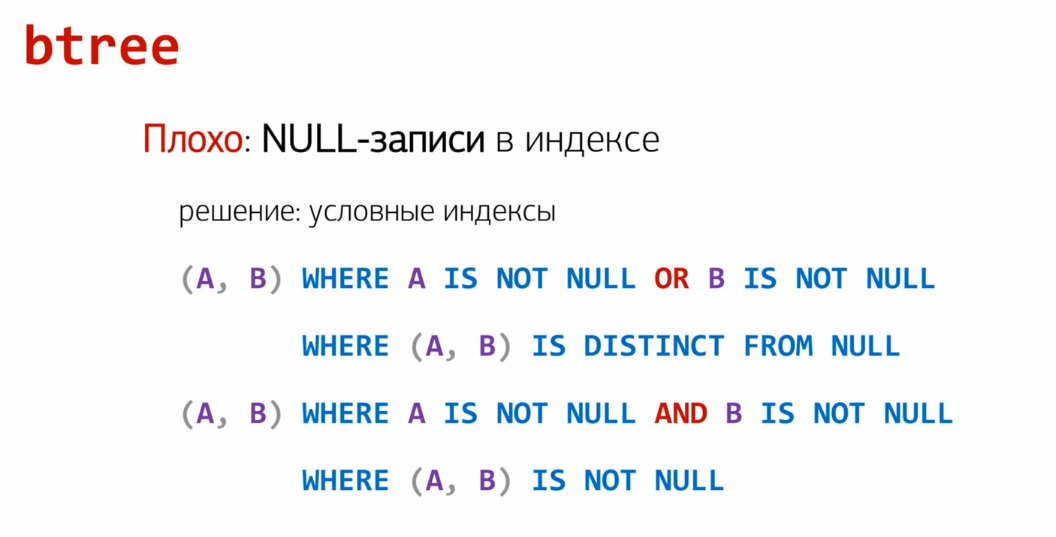 btree
Плохо: NULL-записи в индексе
решение: условные индексы
(A, B) WHERE A IS NOT NULL OR B IS NOT NULL
WHERE (A, B) IS DISTINCT FROM NULL
(A, B) WHERE A IS NOT NULL AND B IS NOT NULL
WHERE (A, B) IS NOT NULL